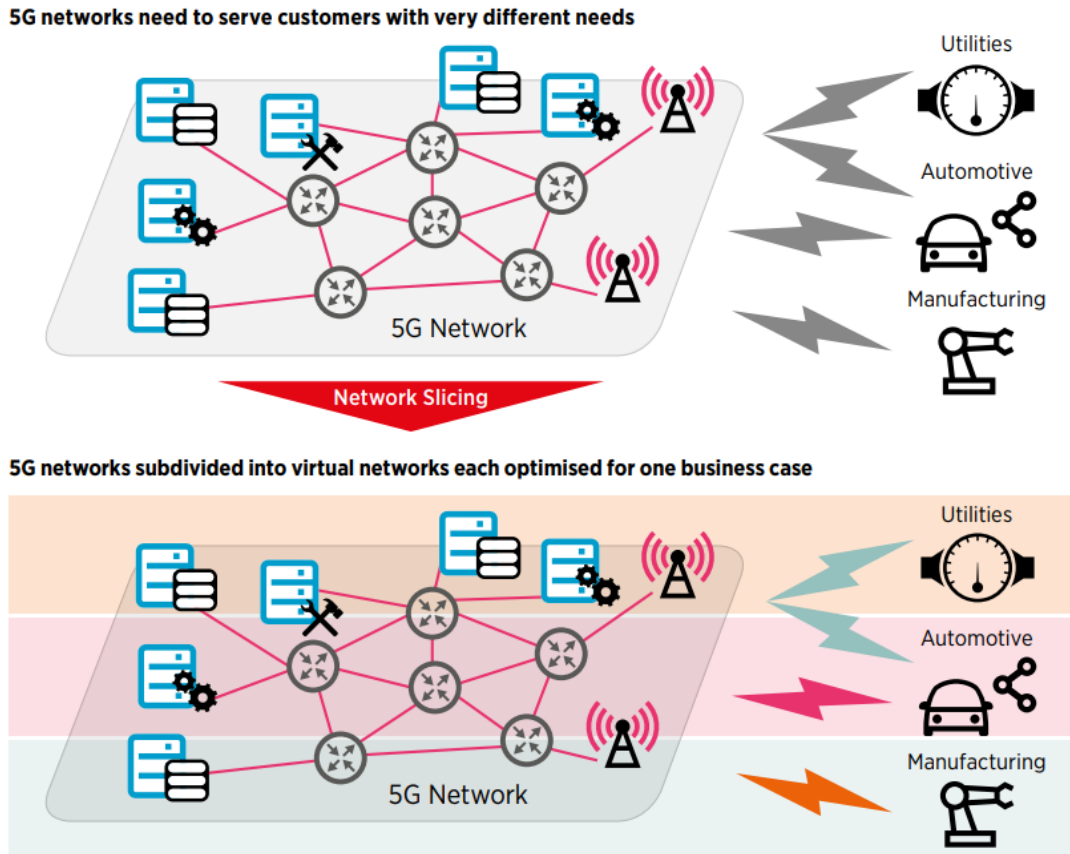 5G networks need to serve customers with very different needs
Utilities
Automotive
Manufacturing
5G Network
Network Slicing
5G networks subdivided into virtual networks each optimised for one business case
Utilities
Automotive
Manufacturing
5G Network